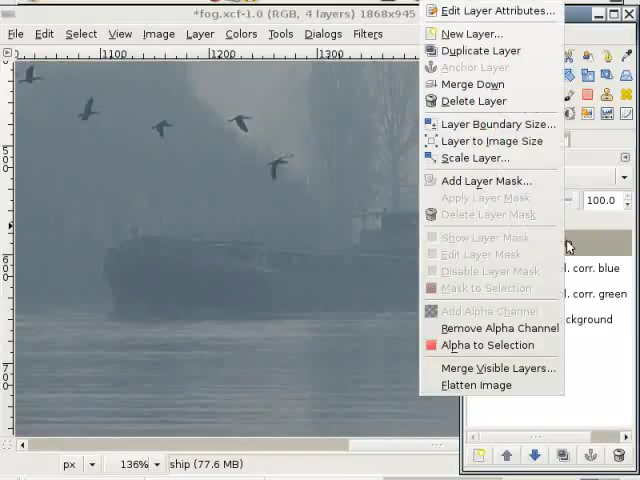 *fog.xcf-1.0 (RGB, 4 layers) 1868x945
File Edit Select View Image Layer Colors Tools Dialogs Filters
1100 1200 1300
500
600
700
Edit Layer Attributes...
New Layer...
Duplicate Layer
Anchor Layer
Merge Down
Delete Layer
Layer Boundary Size...
Layer to Image Size
Scale Layer...
Add Layer Mask...
Apply Layer Mask
Delete Layer Mask
Show Layer Mask
Edit Layer Mask
Disable Layer Mask
Mask to Selection
Add Alpha Channel
Remove Alpha Channel
Alpha to Selection
Merge Visible Layers...
Flatten Image
100.0
l. corr. blue
l. corr. green
ckground
px 136% ship (77.6 MB)